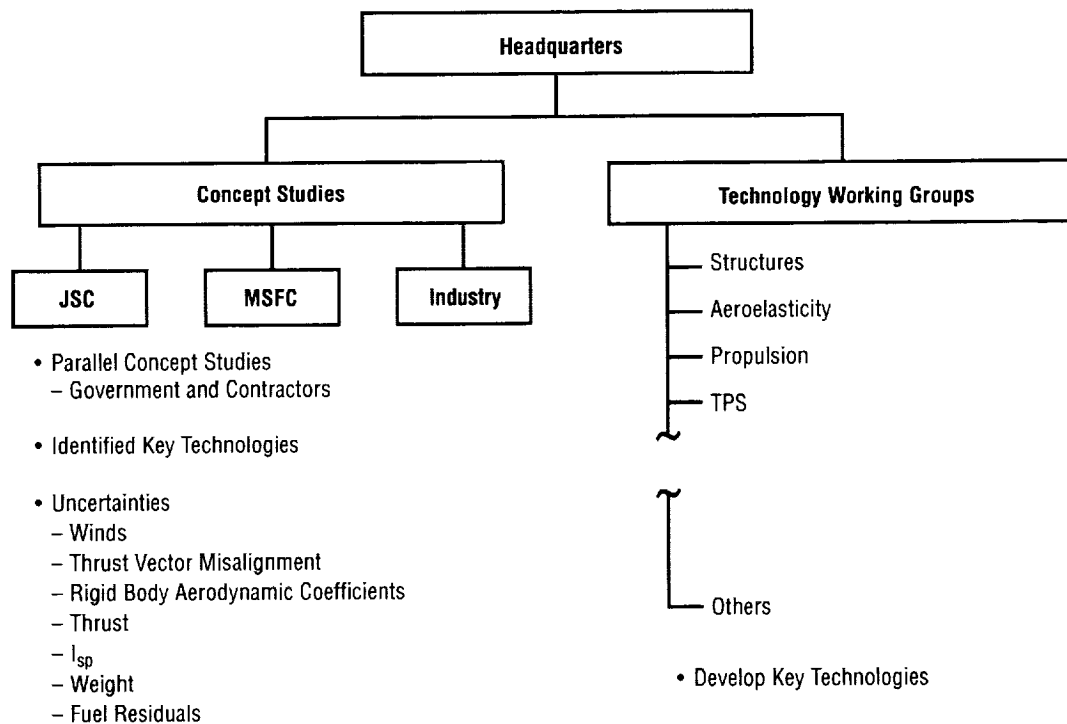 Headquarters
Concept Studies
Technology Working Groups
JSC
MSFC
Industry
• Parallel Concept Studies
– Government and Contractors
• Identified Key Technologies
• Uncertainties
– Winds
– Thrust Vector Misalignment
– Rigid Body Aerodynamic Coefficients
– Thrust
– Isp
– Weight
– Fuel Residuals
Structures
Aeroelasticity
Propulsion
TPS
Others
• Develop Key Technologies